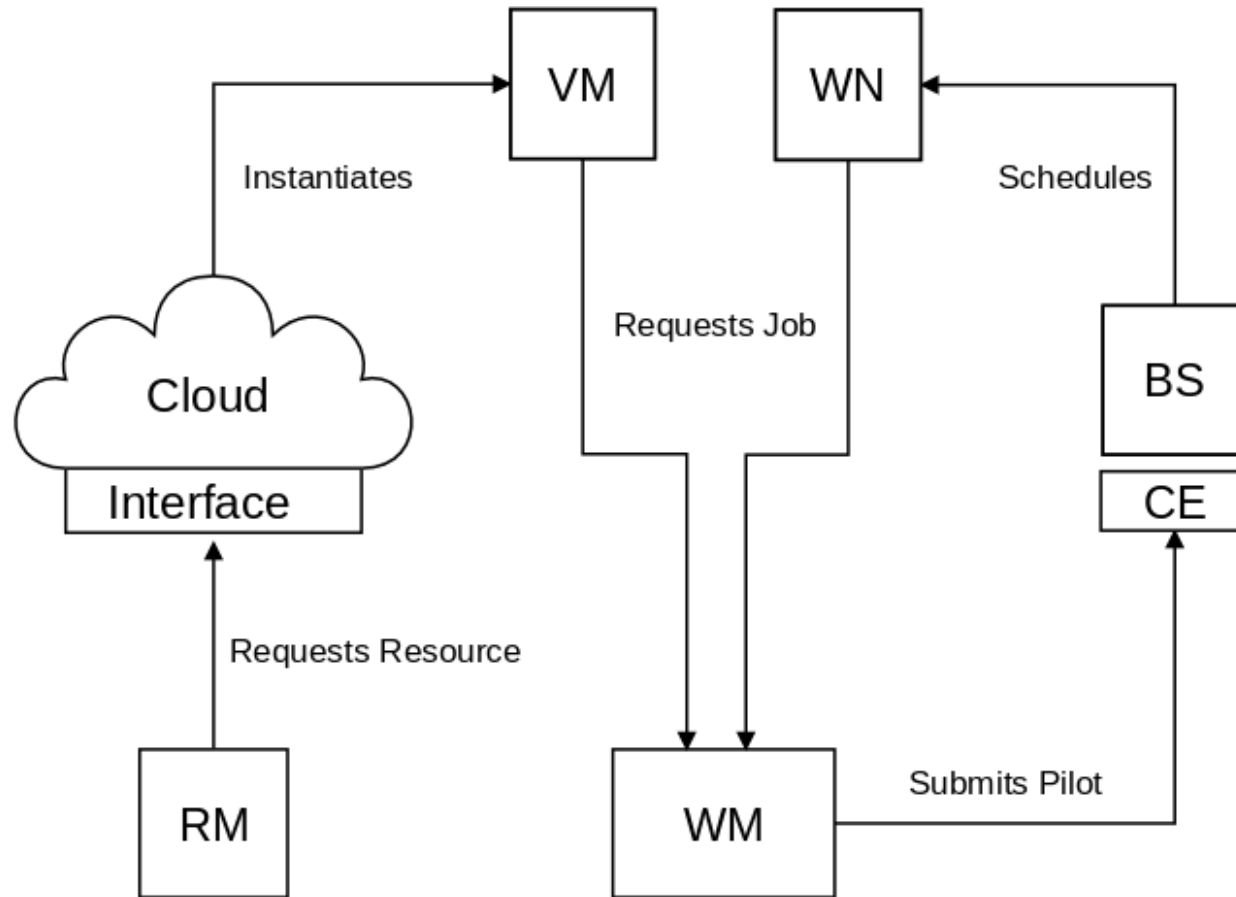 VM
WN
Instantiates
Schedules
Requests Job
Cloud
BS
Interface
CE
Requests Resource
Submits Pilot
RM
WM